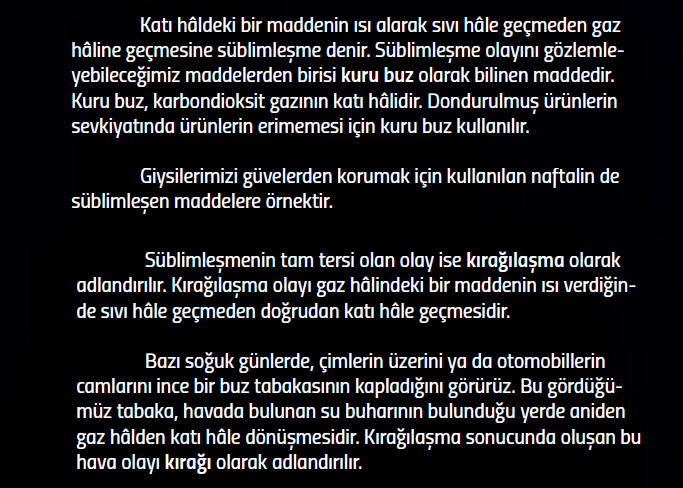 Katı hâldeki bir maddenin ısı alarak sıvı hâle geçmeden gaz
hâline geçmesine süblimleşme denir. Süblimleşme olayını gözlemle-
yebileceğimiz maddelerden birisi kuru buz olarak bilinen maddedir.
Kuru buz, karbondioksit gazının katı hâlidir. Dondurulmuş ürünlerin
sevkiyatında ürünlerin erimemesi için kuru buz kullanılır.
Giysilerimizi güvelerden korumak için kullanılan naftalin de
süblimleşen maddelere örnektir.
Süblimleşmenin tam tersi olan olay ise kırağılaşma olarak
adlandırılır. Kırağılaşma olayı gaz hâlindeki bir maddenin ısı verdiğin-
de sıvı hâle geçmeden doğrudan katı hâle geçmesidir.
Bazı soğuk günlerde, çimlerin üzerini ya da otomobillerin
camlarını ince bir buz tabakasının kapladığını görürüz. Bu gördüğü-
müz tabaka, havada bulunan su buharının bulunduğu yerde aniden
gaz hâlden katı hâle dönüşmesidir. Kırağılaşma sonucunda oluşan bu
hava olayı kırağı olarak adlandırılır.